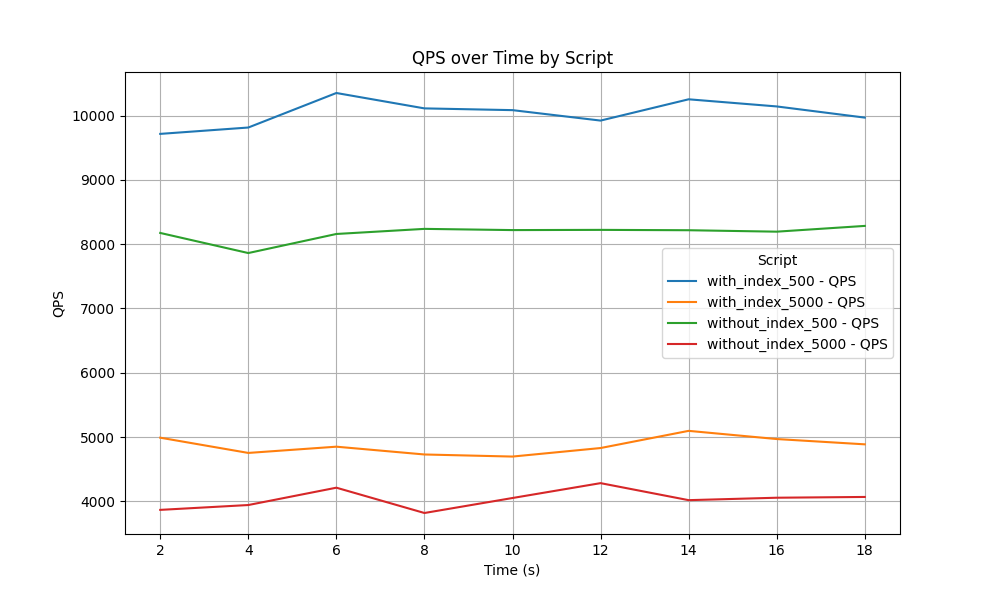 QPS over Time by Script
QPS
10000
9000
8000
7000
6000
5000
4000
Script
with_index_500 - QPS
with_index_5000 - QPS
without_index_500 - QPS
without_index_5000 - QPS
2 4 6 8 10 12 14 16 18
Time (s)